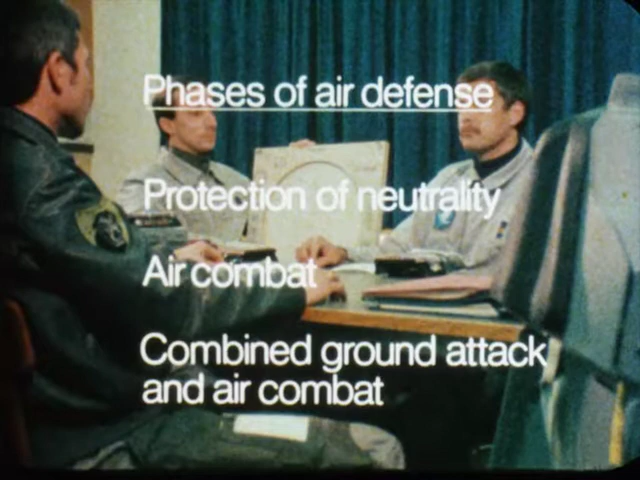 Phases of air defense
Protection of neutrality
Air combat
Combined ground attack
and air combat